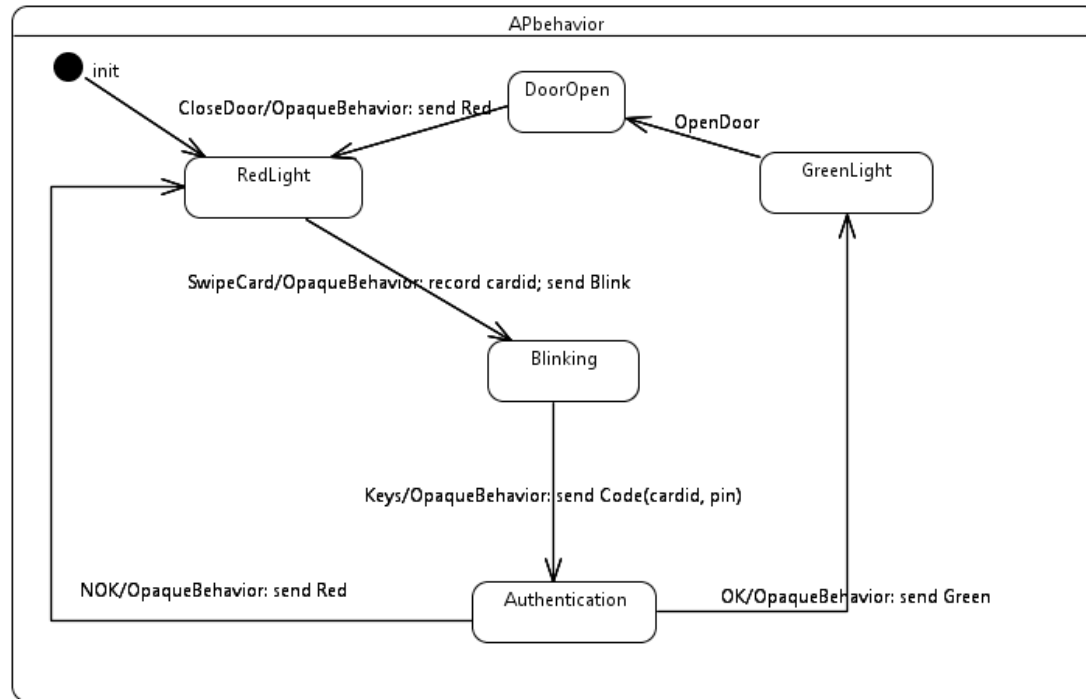 APbehavior
init
DoorOpen
CloseDoor/OpaqueBehavior: send Red
OpenDoor
RedLight
GreenLight
SwipeCard/OpaqueBehavior: record cardid; send Blink
Blinking
Keys/OpaqueBehavior: send Code(cardid, pin)
NOK/OpaqueBehavior: send Red
Authentication
OK/OpaqueBehavior: send Green